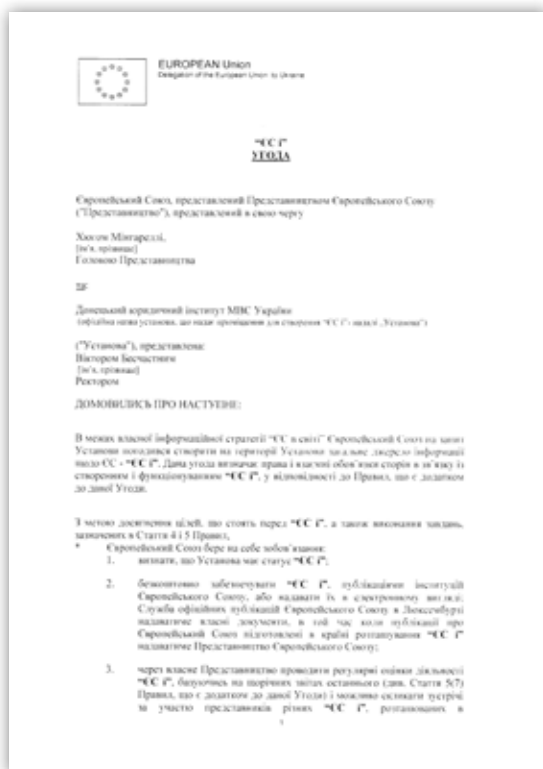 EUROPEAN Union
Delegation of the European Union to Ukraine
“ЄС і”
УГОДА
Європейський Союз, представлений Представництвом Європейського Союзу
("Представництво"), представлений в свою чергу
Хюгом Мінгареллі,
[ім'я, прізвище]
Головою Представництва
та
Донецький юридичний інститут МВС України
(офіційна назва установи, що надає приміщення для створення “ЄС і”- надалі „Установа”)
("Установа"), представлена:
Віктором Бесчастним
[ім'я, прізвище]
Ректором
ДОМОВИЛИСЬ ПРО НАСТУПНЕ:
В межах власної інформаційної стратегії “ЄС в світі” Європейський Союз на запит
Установи погодився створити на території Установи загальне джерело інформації
щодо ЄС - “ЄС і”. Дана угода визначає права і взаємні обов'язки сторін в зв'язку із
створенням і функціонуванням “ЄС і”, у відповідності до Правил, що є додатком
до даної Угоди.
З метою досягнення цілей, що стоять перед “ЄС і”, а також виконання завдань,
зазначених в Статті 4 і 5 Правил,
* Європейський Союз бере на себе зобов'язання:
1. визнати, що Установа має статус “ЄС і”;
2. безкоштовно забезпечувати “ЄС і”, публікаціями інституцій
Європейського Союзу, або надавати їх в електронному вигляді;
Служба офіційних публікацій Європейського Союзу в Люксембурзі
надаватиме власні документи, в той час коли публікації про
Європейський Союз підготовлені в країні розташування “ЄС і”
надаватиме Представництво Європейського Союзу;
3. через власне Представництво проводити регулярні оцінки діяльності
“ЄС і”, базуючись на щорічних звітах останнього (див. Стаття 5(7)
Правил, що є додатком до даної Угоди) і можливо скликати зустрічі
за участю представників різних “ЄС і”, розташованих в
1